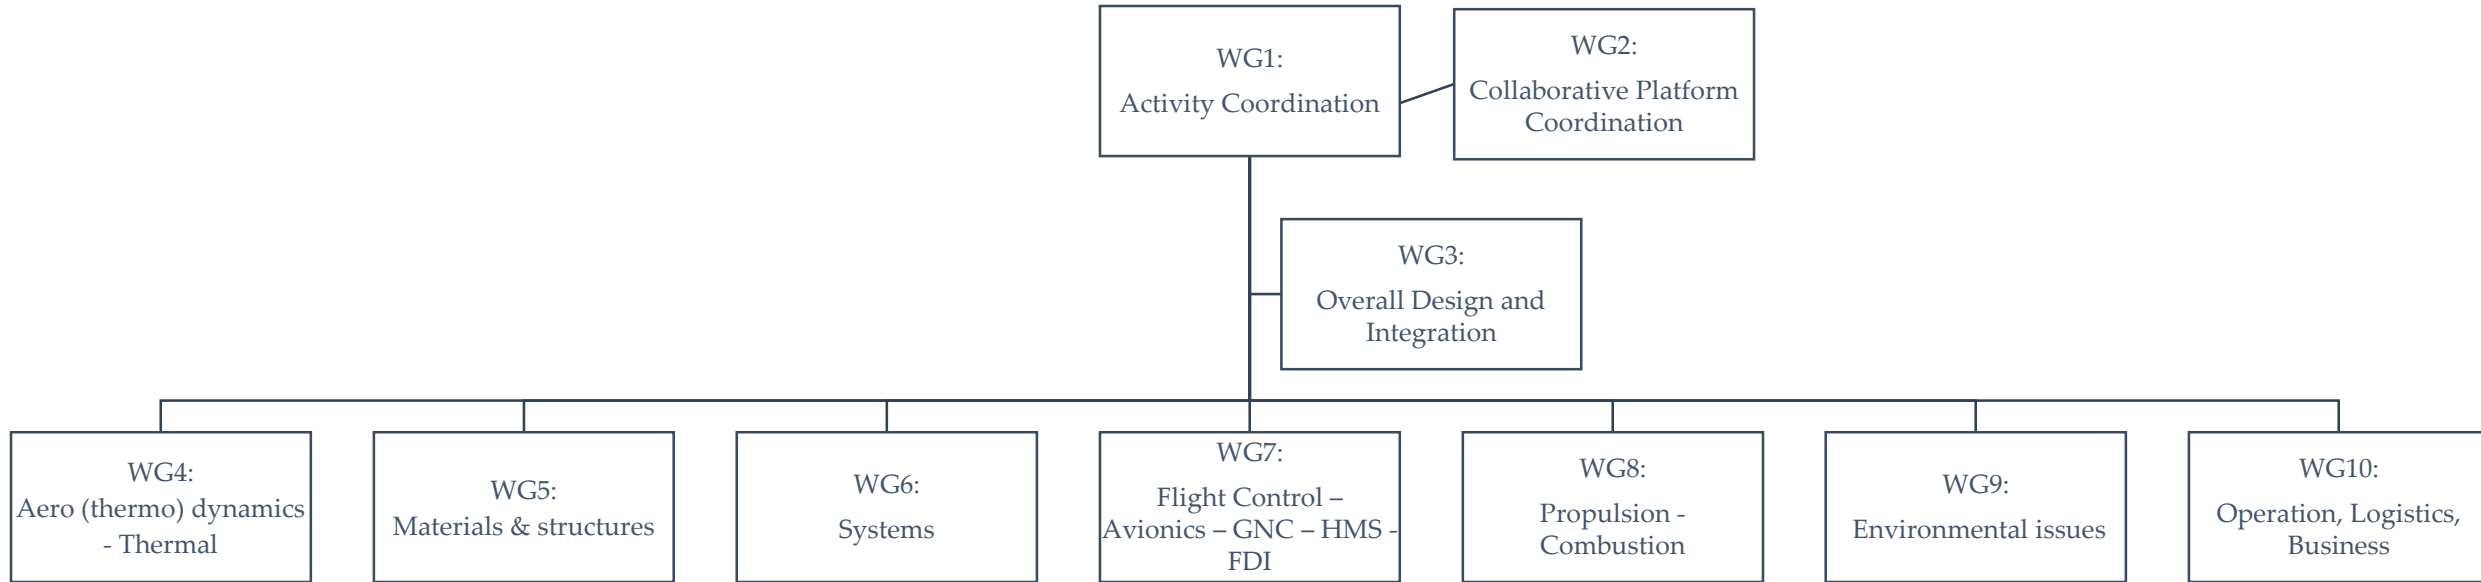 WG1:
Activity Coordination
WG2:
Collaborative Platform
Coordination
WG3:
Overall Design and
Integration
WG4:
Aero (thermo) dynamics
- Thermal
WG5:
Materials & structures
WG6:
Systems
WG7:
Flight Control –
Avionics – GNC – HMS -
FDI
WG8:
Propulsion -
Combustion
WG9:
Environmental issues
WG10:
Operation, Logistics,
Business